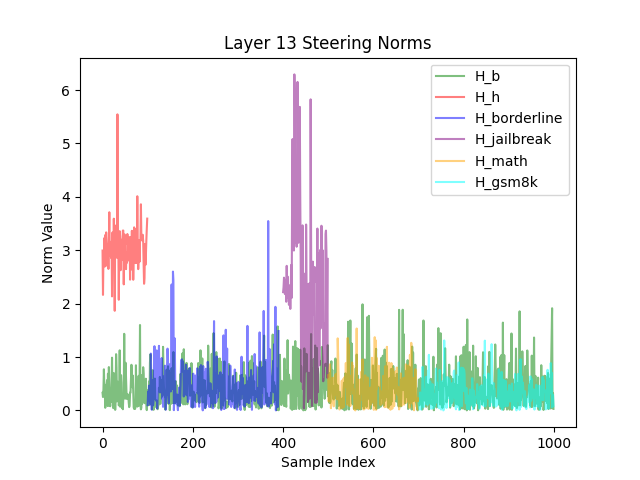 Layer 13 Steering Norms
H_b
H_h
H_borderline
H_jailbreak
H_math
H_gsm8k
Norm Value
6
5
4
3
2
1
0
0 200 400 600 800 1000
Sample Index